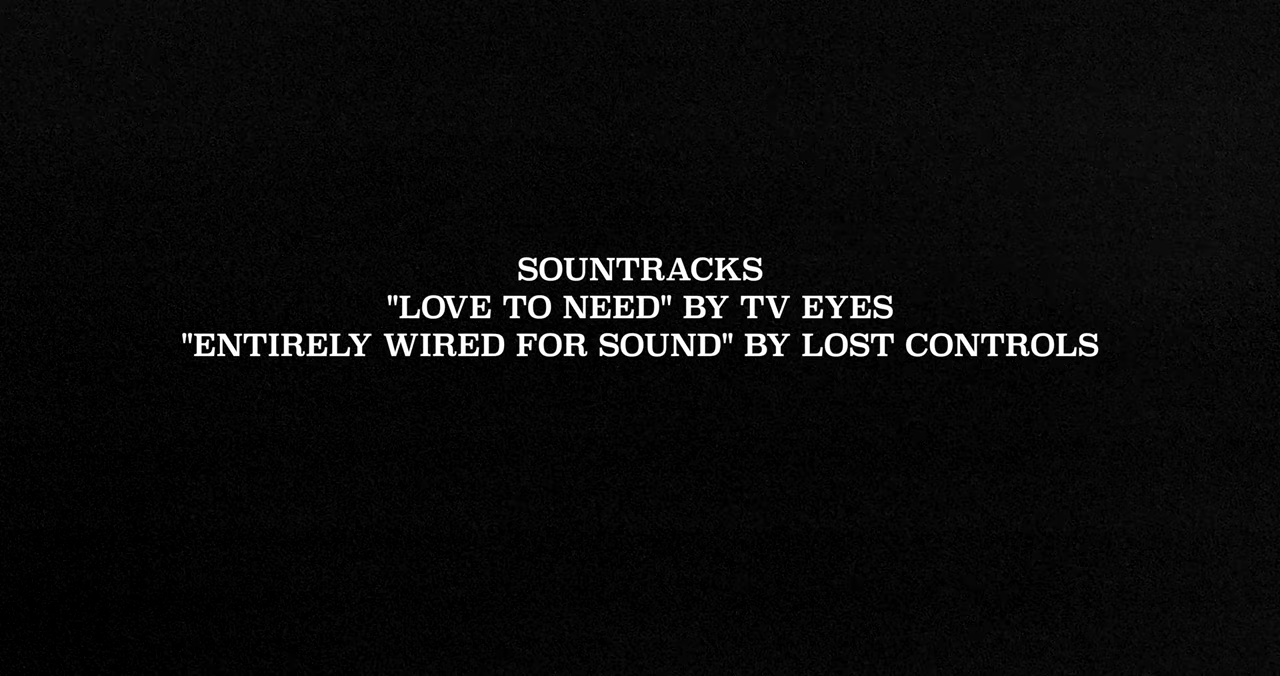 SOUNTRACKS
"LOVE TO NEED" BY TV EYES
"ENTIRELY WIRED FOR SOUND" BY LOST CONTROLS